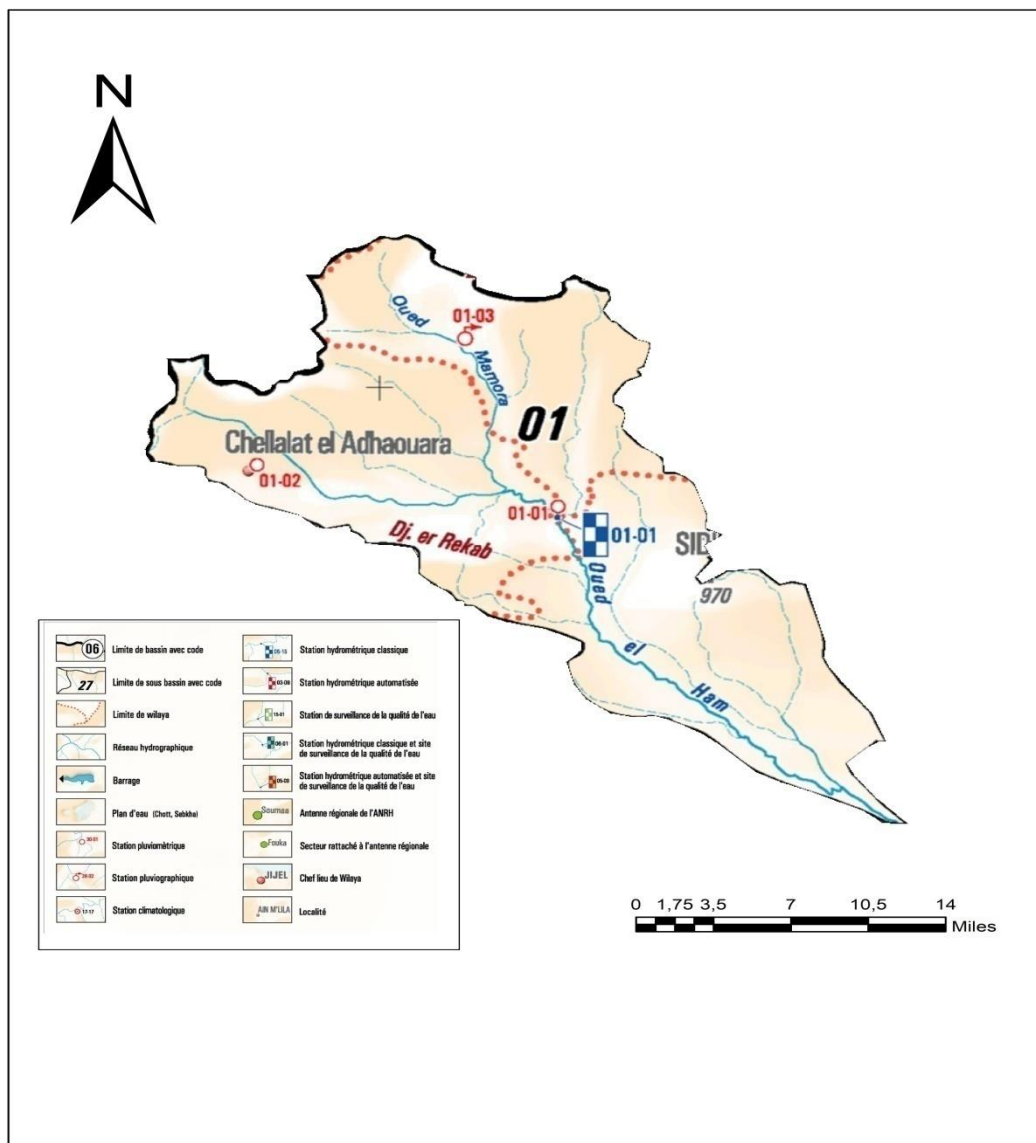 N
Oued
Mamora
01-03
01
Chellalat el Adhaouara
01-02
01-01
01-01
Dj. er Rekab
SID
970
Oued
el
Ham
06 Limite de bassin avec code
27 Limite de sous bassin avec code
Limite de wilaya
Réseau hydrographique
Barrage
Plan d'eau (Chott, Sebkha)
Station pluviométrique
Station pluviographique
Station climatologique
17-17
Station hydrométrique classique
Station hydrométrique automatisée
Station de surveillance de la qualité de l'eau
Station hydrométrique classique et site
de surveillance de la qualité de l'eau
Station hydrométrique automatisée et site
de surveillance de la qualité de l'eau
Soumaa Antenne régionale de l'ANRH
Fouka Secteur rattaché à l'antenne régionale
JIJEL Chef lieu de Wilaya
AIN M'LILA Localité
0 1,75 3,5 7 10,5 14
Miles